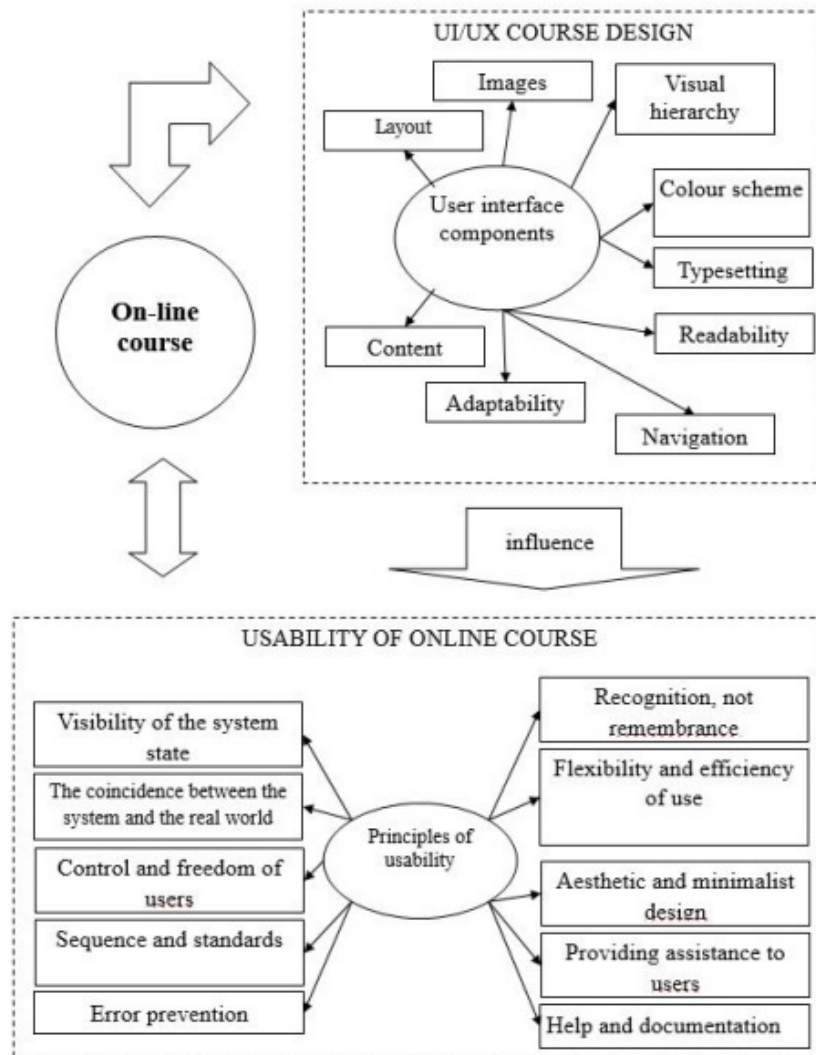 UI/UX COURSE DESIGN
Images
Visual
hierarchy
Layout
User interface
components
Colour scheme
Typesetting
Readability
Content
Adaptability
Navigation
On-line
course
influence
USABILITY OF ONLINE COURSE
Visibility of the system
state
The coincidence between the
system and the real world
Control and freedom of
users
Sequence and standards
Error prevention
Principles of
usability
Recognition, not
remembrance
Flexibility and efficiency
of use
Aesthetic and minimalist
design
Providing assistance to
users
Help and documentation